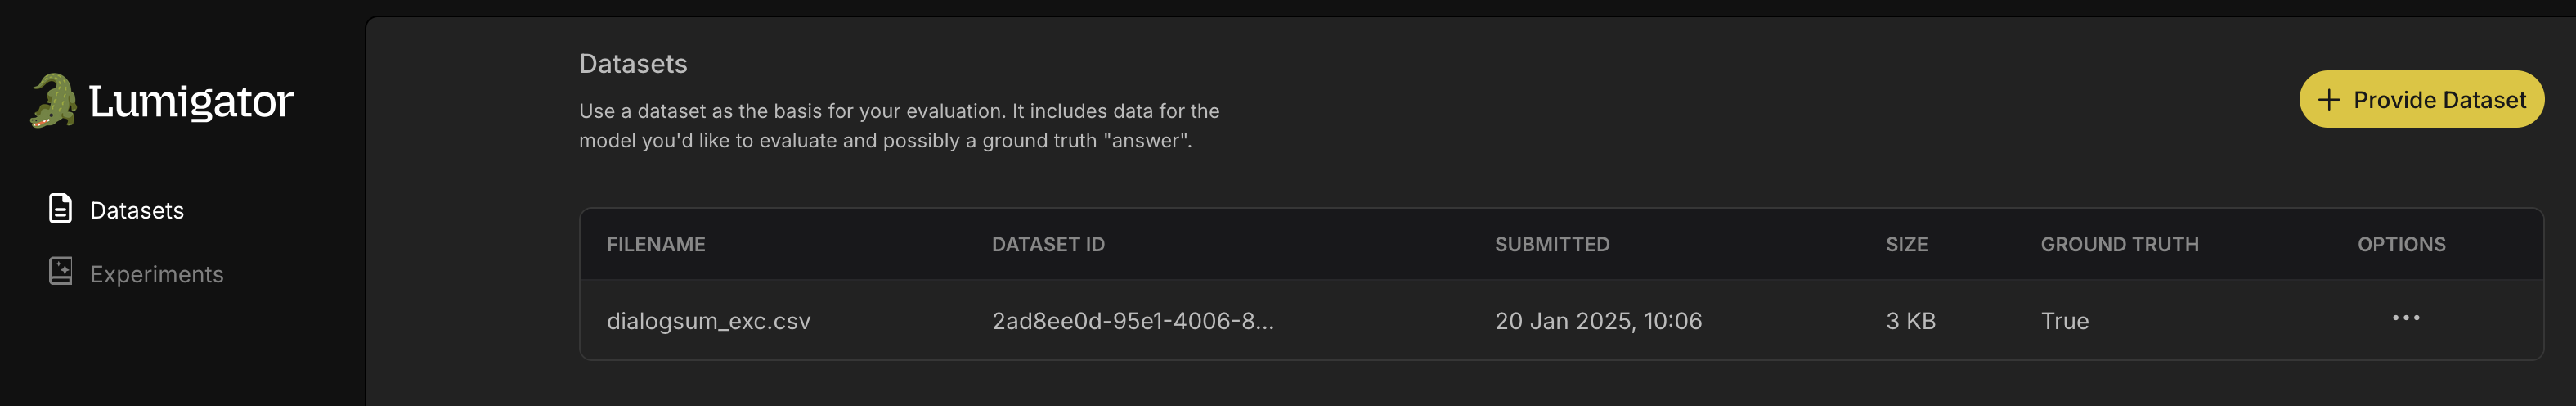 Lumigator
Datasets
Experiments
Datasets
Use a dataset as the basis for your evaluation. It includes data for the
model you'd like to evaluate and possibly a ground truth "answer".
+ Provide Dataset
FILENAME DATASET ID SUBMITTED SIZE GROUND TRUTH OPTIONS
dialogsum_exc.csv 2ad8ee0d-95e1-4006-8... 20 Jan 2025, 10:06 3 KB True ...